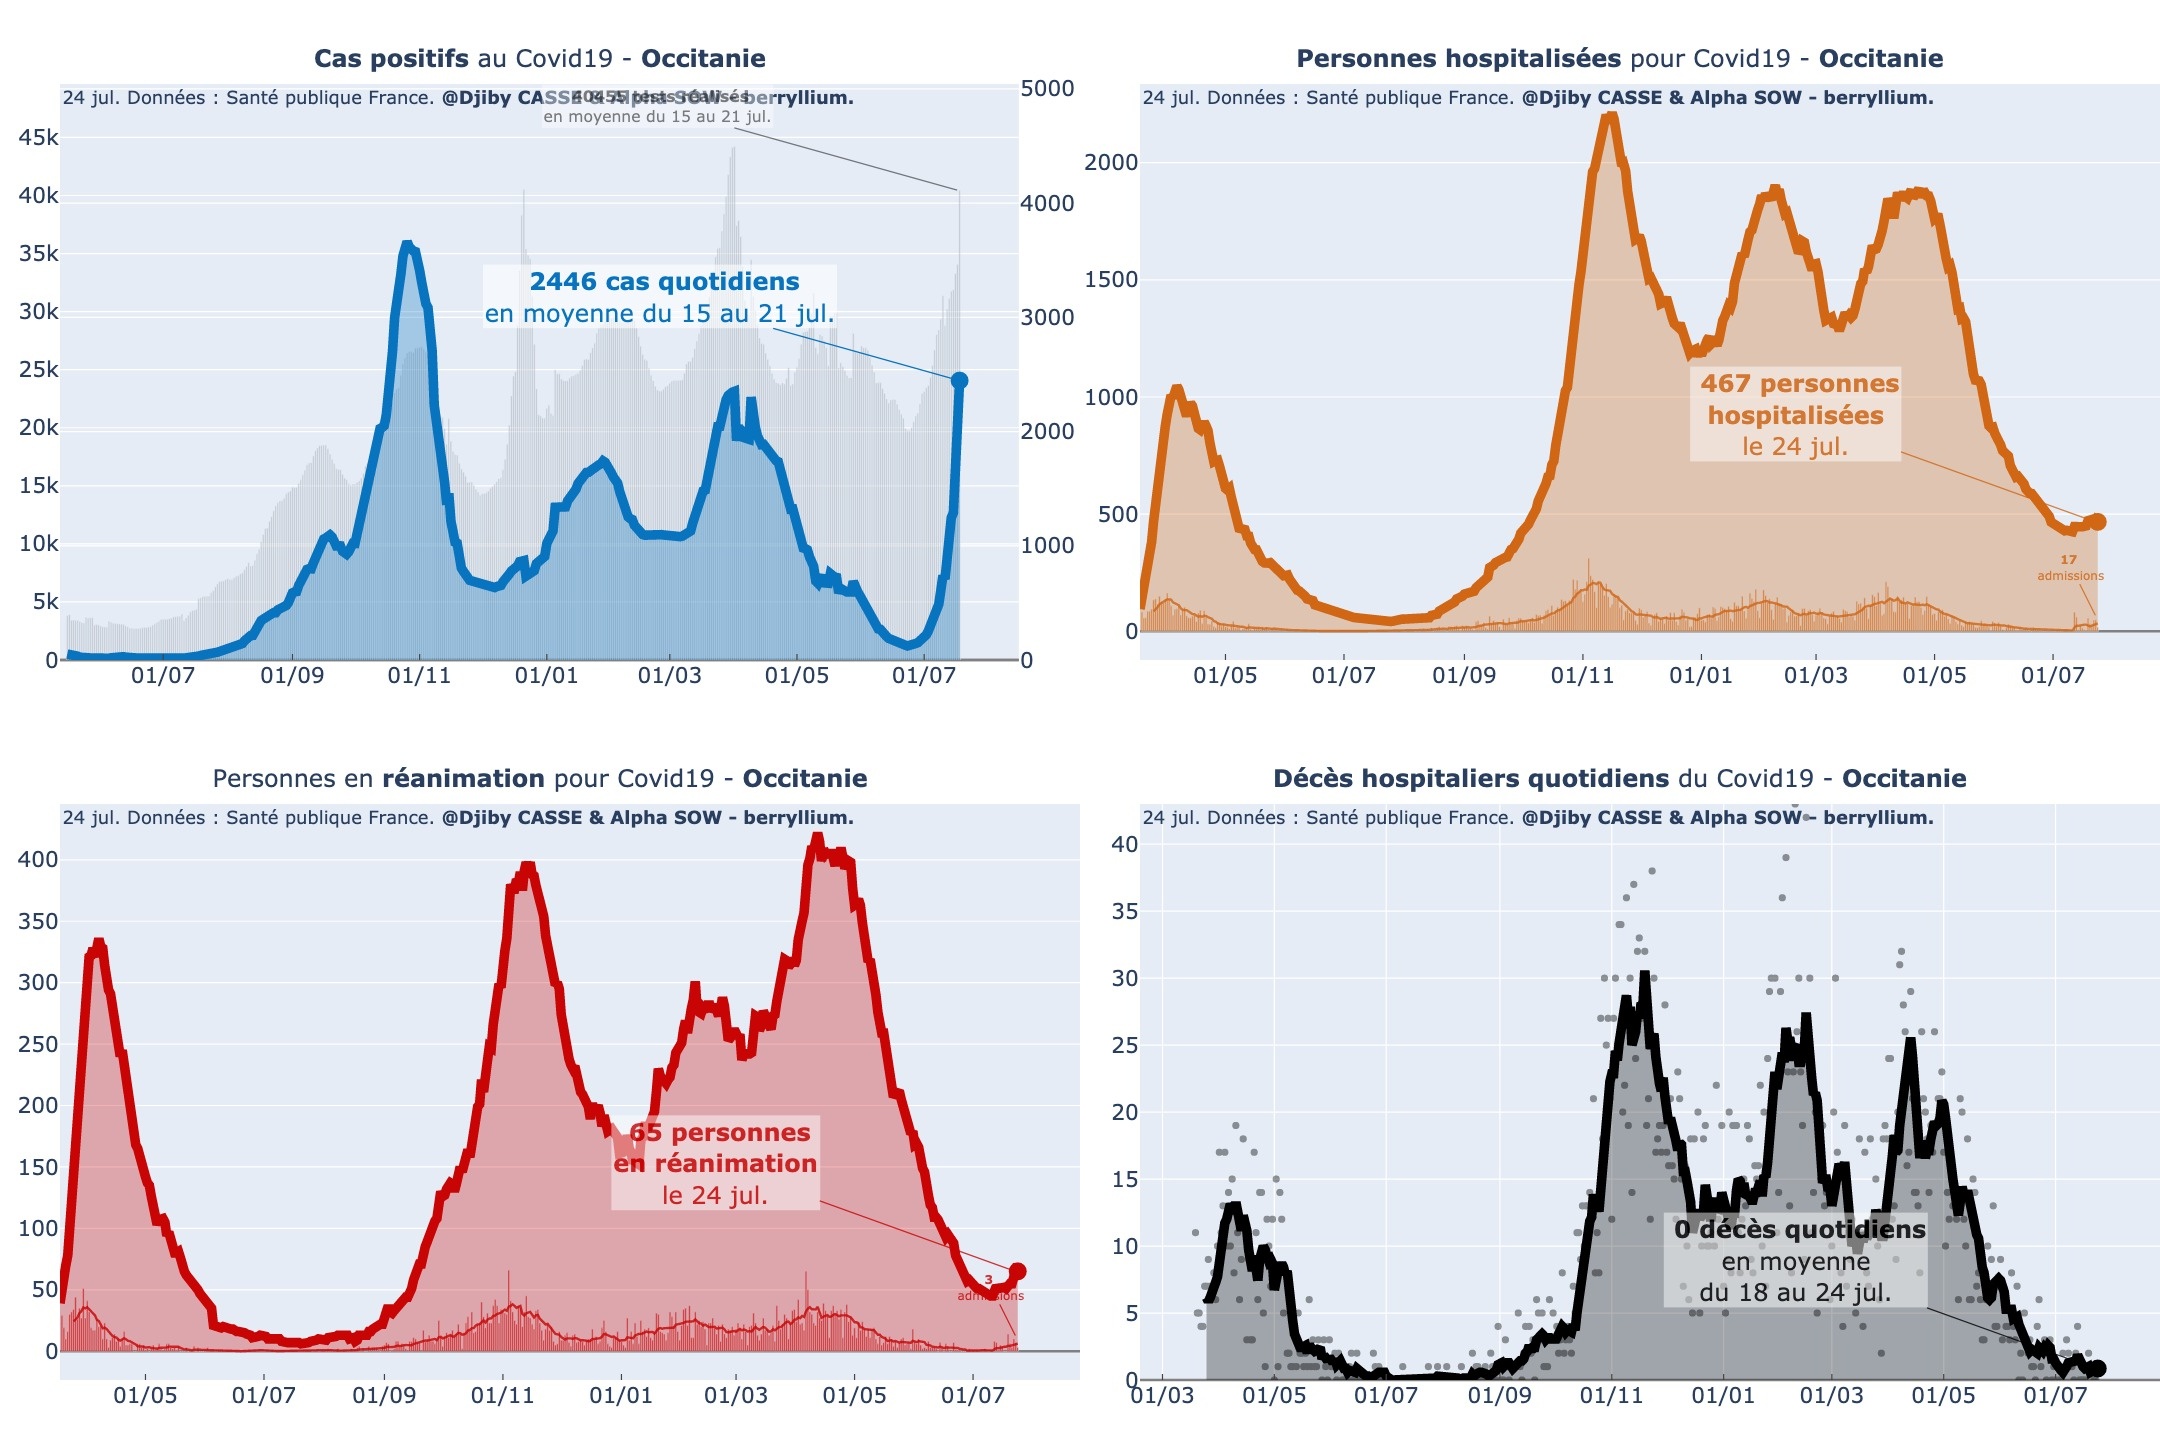 Cas positifs au Covid19 - Occitanie
24 jul. Données : Santé publique France. @Djiby CASSE & Alpha SOW - berryllium.
40455 tests réalisés
en moyenne du 15 au 21 jul.
5000
45k
40k
4000
35k
2446 cas quotidiens
en moyenne du 15 au 21 jul.
30k
3000
25k
20k
2000
15k
10k
1000
5k
0
0
01/07 01/09 01/11 01/01 01/03 01/05 01/07
Personnes hospitalisées pour Covid19 - Occitanie
24 jul. Données : Santé publique France. @Djiby CASSE & Alpha SOW - berryllium.
2000
1500
1000
467 personnes
hospitalisées
le 24 jul.
500
17
admissions
0
01/05 01/07 01/09 01/11 01/01 01/03 01/05 01/07
Personnes en réanimation pour Covid19 - Occitanie
24 jul. Données : Santé publique France. @Djiby CASSE & Alpha SOW - berryllium.
400
350
300
250
200
65 personnes
en réanimation
le 24 jul.
150
100
50
3
admissions
0
01/05 01/07 01/09 01/11 01/01 01/03 01/05 01/07
Décès hospitaliers quotidiens du Covid19 - Occitanie
24 jul. Données : Santé publique France. @Djiby CASSE & Alpha SOW - berryllium.
40
35
30
25
20
15
10
0 décès quotidiens
en moyenne
du 18 au 24 jul.
5
0
01/03 01/05 01/07 01/09 01/11 01/01 01/03 01/05 01/07